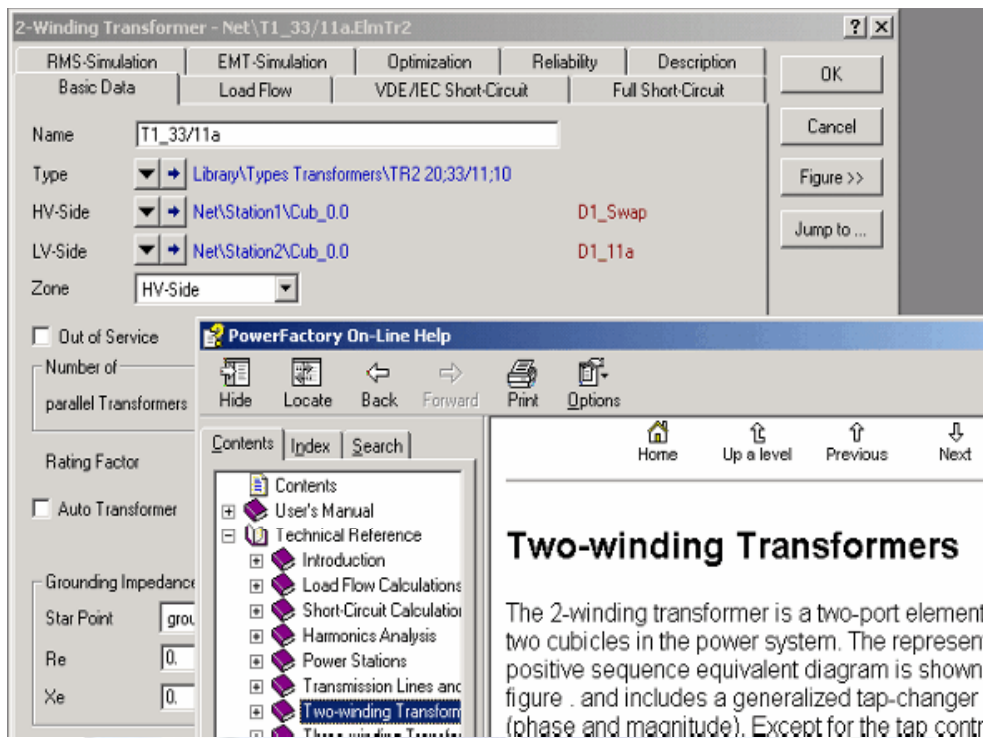 2-Winding Transformer - Net\T1_33/11a.ElmTr2
RMS-Simulation EMT-Simulation Optimization Reliability Description
Basic Data Load Flow VDE/IEC Short-Circuit Full Short-Circuit
OK
Cancel
Figure >>
Jump to ...
Name T1_33/11a
Type Library\Types Transformers\TR2 20;33/11;10
HV-Side Net\Station1\Cub_0.0 D1_Swap
LV-Side Net\Station2\Cub_0.0 D1_11a
Zone HV-Side
Out of Service
Number of
parallel Transformers
Rating Factor
Auto Transformer
Grounding Impedance
Star Point grou
Re 0.
Xe 0.
PowerFactory On-Line Help
Hide Locate Back Forward Print Options
Contents Index Search
Contents
User's Manual
Technical Reference
Introduction
Load Flow Calculations
Short-Circuit Calculation
Harmonics Analysis
Power Stations
Transmission Lines and
Two-winding Transform
Home Up a level Previous Next
Two-winding Transformers
The 2-winding transformer is a two-port element
two cubicles in the power system. The represen
positive sequence equivalent diagram is shown
figure . and includes a generalized tap-changer
(phase and magnitude). Except for the tap contr